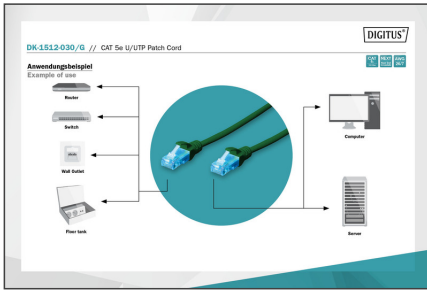 DIGITUS®
DK-1512-030/G // CAT 5e U/UTP Patch Cord
CAT
Anwendungsbeispiel
Example of use
Router
Switch
Wall Outlet
Floor tank
Computer
Server